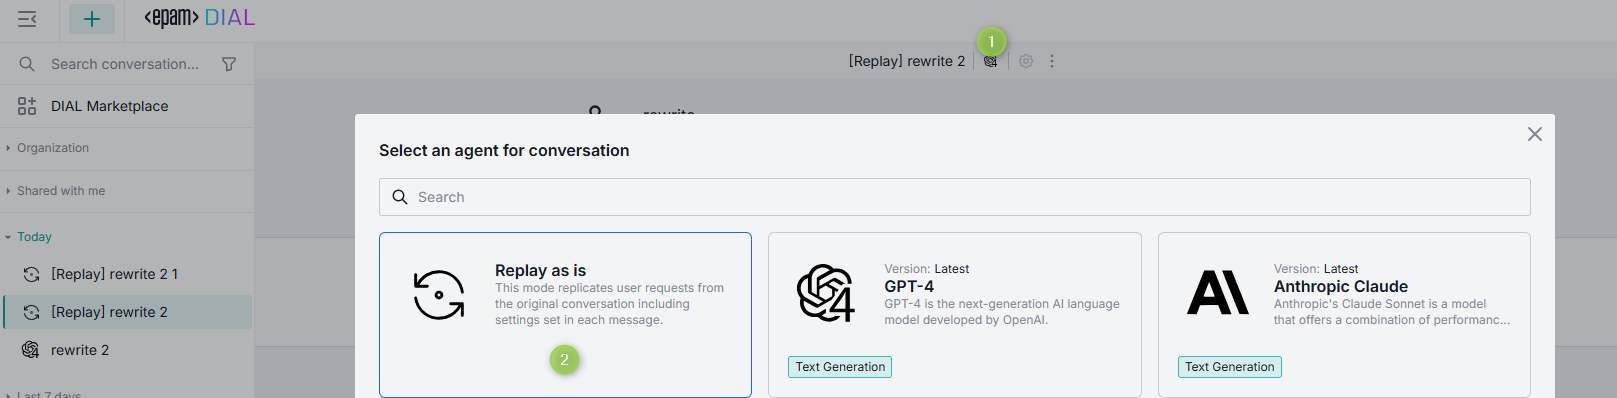 <epam> DIAL
1
Search conversation...
[Replay] rewrite 2
DIAL Marketplace
rewrite
Organization
Select an agent for conversation
Shared with me
Search
Today
[Replay] rewrite 2 1
[Replay] rewrite 2
rewrite 2
Last 7 days
Replay as is
This mode replicates user requests from
the original conversation including
settings set in each message.
2
Version: Latest
GPT-4
GPT-4 is the next-generation AI language
model developed by OpenAI.
Text Generation
Version: Latest
Anthropic Claude
Anthropic's Claude Sonnet is a model
that offers a combination of performanc...
Text Generation